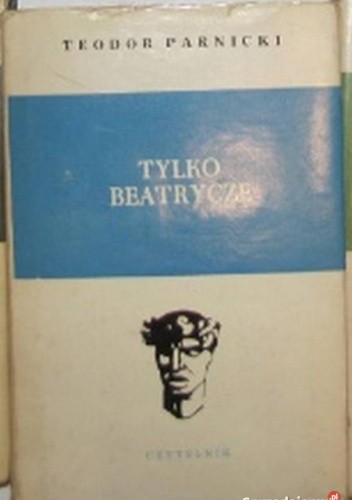 TEODOR PARNICKI
TYLKO
BEATRYCZE
CZYTELNIK